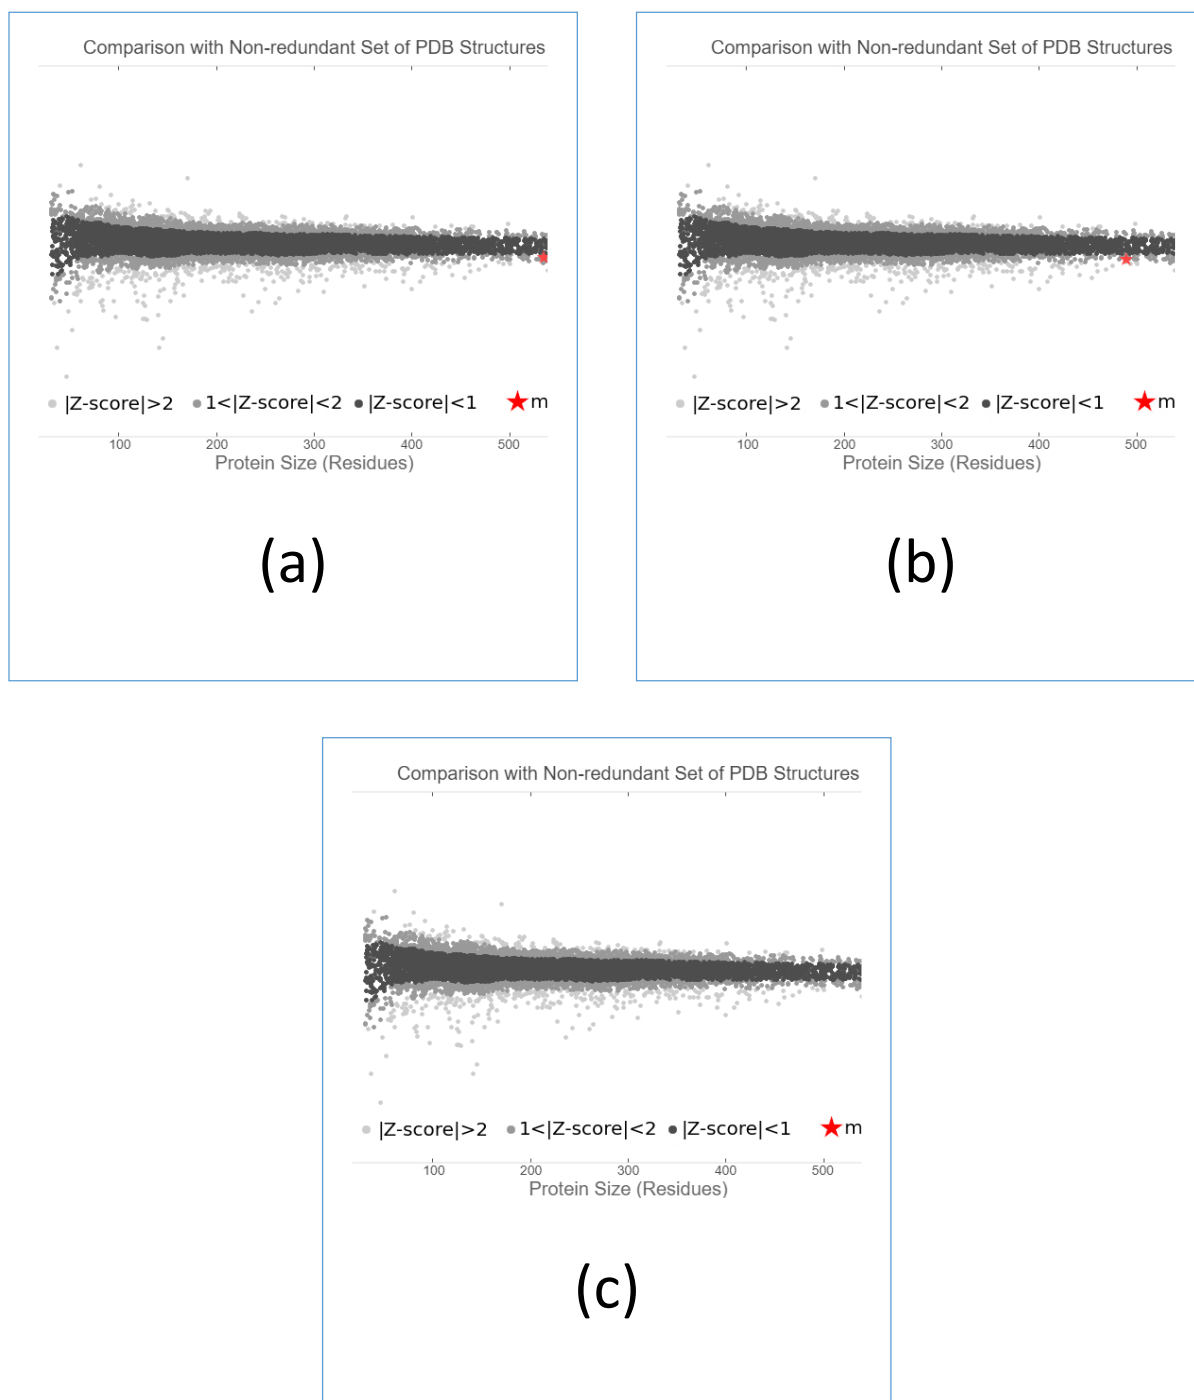 Comparison with Non-redundant Set of PDB Structures
|Z-score|>2 1<|Z-score|<2 |Z-score|<1 m
100 200 300 400 500
Protein Size (Residues)
(a)
Comparison with Non-redundant Set of PDB Structures
|Z-score|>2 1<|Z-score|<2 |Z-score|<1 m
100 200 300 400 500
Protein Size (Residues)
(b)
Comparison with Non-redundant Set of PDB Structures
|Z-score|>2 1<|Z-score|<2 |Z-score|<1 m
100 200 300 400 500
Protein Size (Residues)
(c)